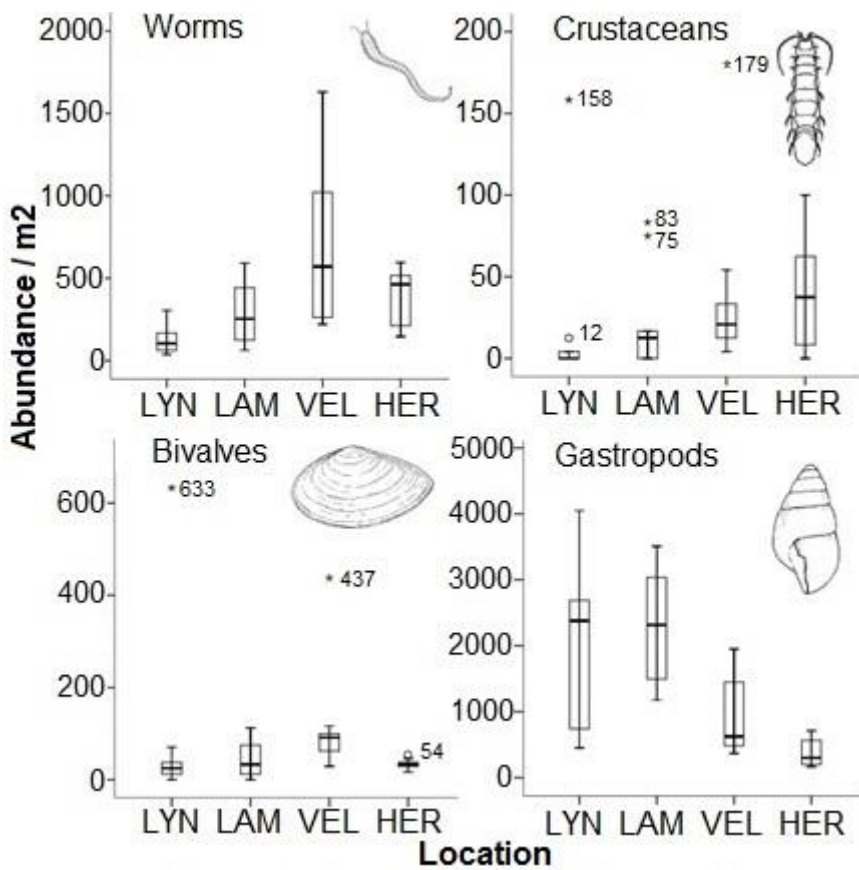 Abundance / m2
Worms
2000
1500
1000
500
0
LYN LAM VEL HER
Crustaceans
200
150
100
50
0
*158
*83
*75
*179
°12
LYN LAM VEL HER
Bivalves
600
400
200
0
*633
*437
54
LYN LAM VEL HER
Gastropods
5000
4000
3000
2000
1000
0
LYN LAM VEL HER
Location